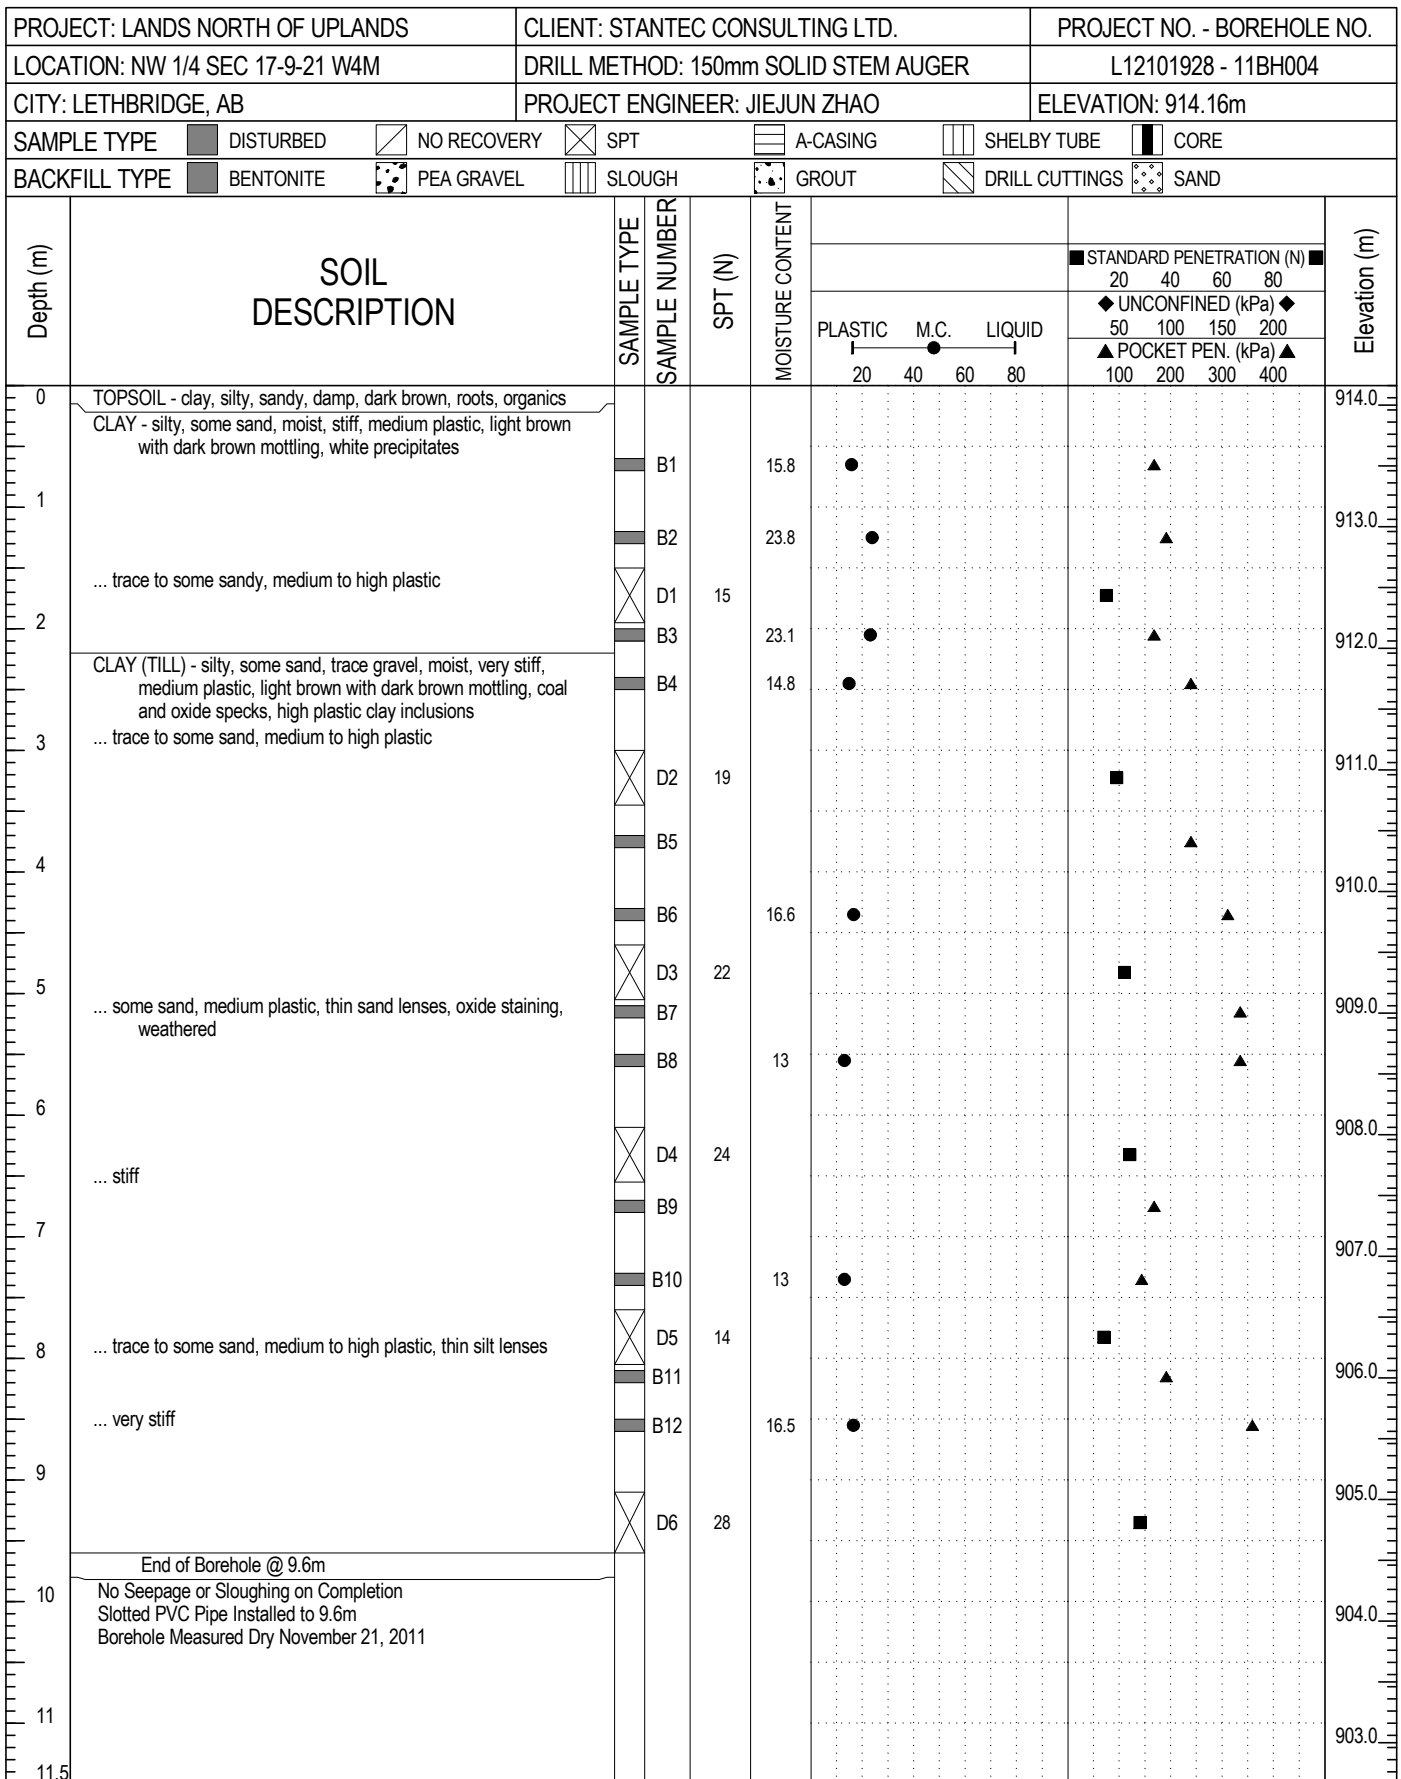 PROJECT: LANDS NORTH OF UPLANDS
CLIENT: STANTEC CONSULTING LTD.
PROJECT NO. - BOREHOLE NO.
LOCATION: NW 1/4 SEC 17-9-21 W4M
DRILL METHOD: 150mm SOLID STEM AUGER
L12101928 - 11BH004
CITY: LETHBRIDGE, AB
PROJECT ENGINEER: JIEJUN ZHAO
ELEVATION: 914.16m
SAMPLE TYPE DISTURBED NO RECOVERY SPT A-CASING SHELBY TUBE CORE
BACKFILL TYPE BENTONITE PEA GRAVEL SLOUGH GROUT DRILL CUTTINGS SAND
Depth (m)
SOIL
DESCRIPTION
SAMPLE TYPE
SAMPLE NUMBER
SPT (N)
MOISTURE CONTENT
PLASTIC M.C. LIQUID
20 40 60 80
STANDARD PENETRATION (N)
20 40 60 80
UNCONFINED (kPa)
50 100 150 200
POCKET PEN. (kPa)
100 200 300 400
Elevation (m)
0 TOPSOIL - clay, silty, sandy, damp, dark brown, roots, organics 914.0
CLAY - silty, some sand, moist, stiff, medium plastic, light brown
with dark brown mottling, white precipitates
B1 15.8
1
913.0
B2 23.8
... trace to some sandy, medium to high plastic
D1 15
2
B3 23.1
912.0
CLAY (TILL) - silty, some sand, trace gravel, moist, very stiff,
medium plastic, light brown with dark brown mottling, coal
B4 14.8
and oxide specks, high plastic clay inclusions
... trace to some sand, medium to high plastic
3
911.0
D2 19
B5
4
910.0
B6 16.6
D3 22
5
... some sand, medium plastic, thin sand lenses, oxide staining,
weathered
B7
909.0
B8 13
6
908.0
D4 24
... stiff
B9
7
907.0
B10 13
D5 14
... trace to some sand, medium to high plastic, thin silt lenses
8
B11
906.0
... very stiff
B12 16.5
9
905.0
D6 28
End of Borehole @ 9.6m
10
No Seepage or Sloughing on Completion
Slotted PVC Pipe Installed to 9.6m
904.0
Borehole Measured Dry November 21, 2011
11
903.0
11.5